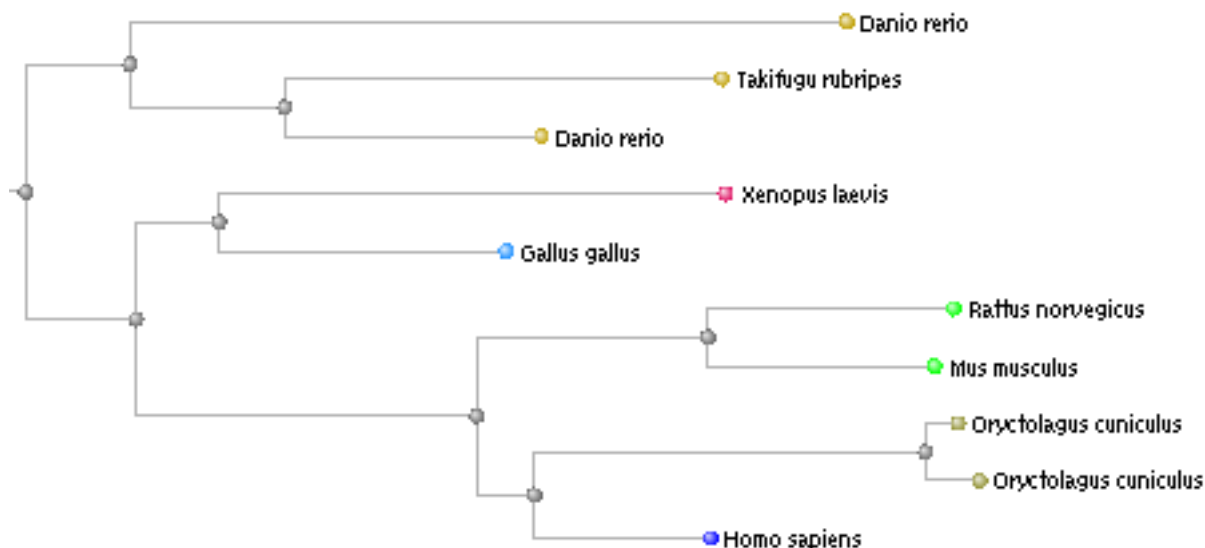 Danio rerio
Takifugu rubripes
Danio rerio
Xenopus laevis
Gallus gallus
Rattus norvegicus
Mus musculus
Oryctolagus cuniculus
Oryctolagus cuniculus
Homo sapiens